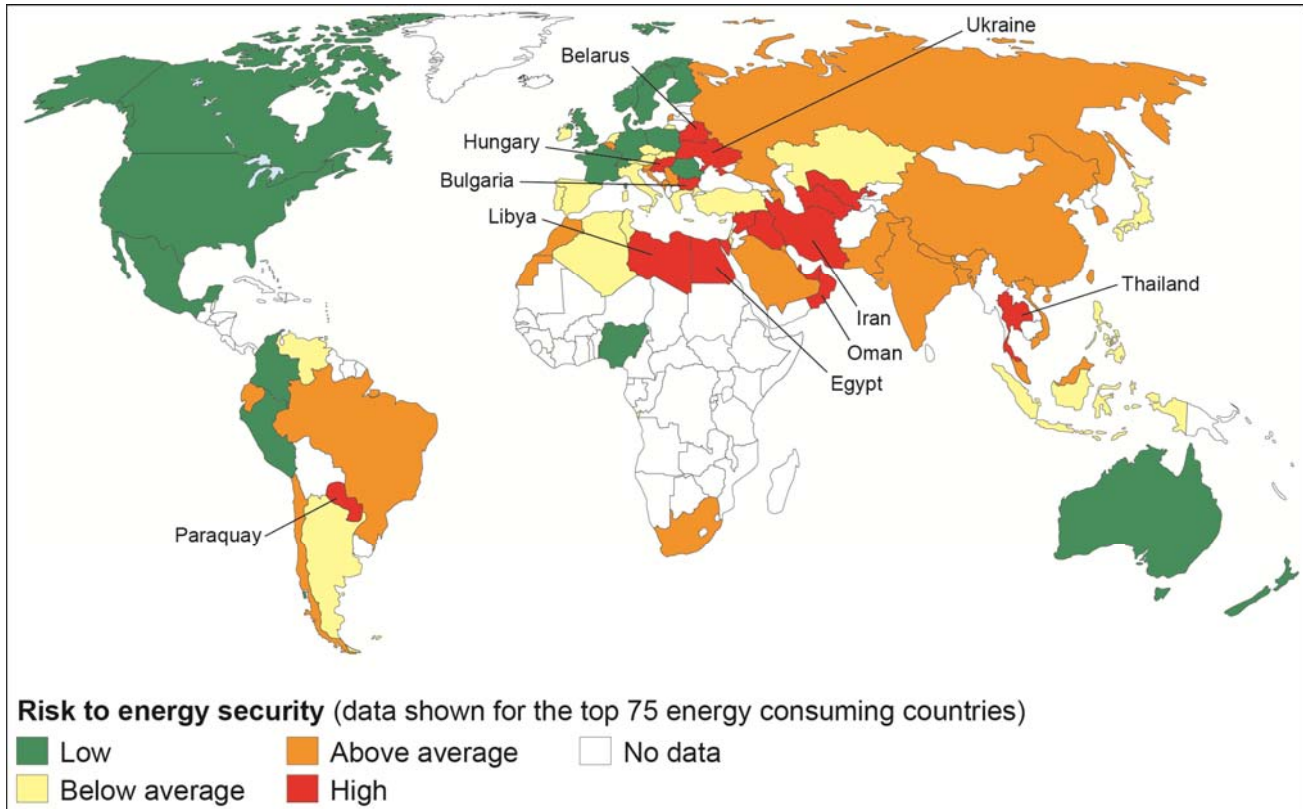 Ukraine
Belarus
Hungary
Bulgaria
Libya
Thailand
Iran
Oman
Egypt
Paraquay
Risk to energy security (data shown for the top 75 energy consuming countries)
Low
Above average
No data
Below average
High